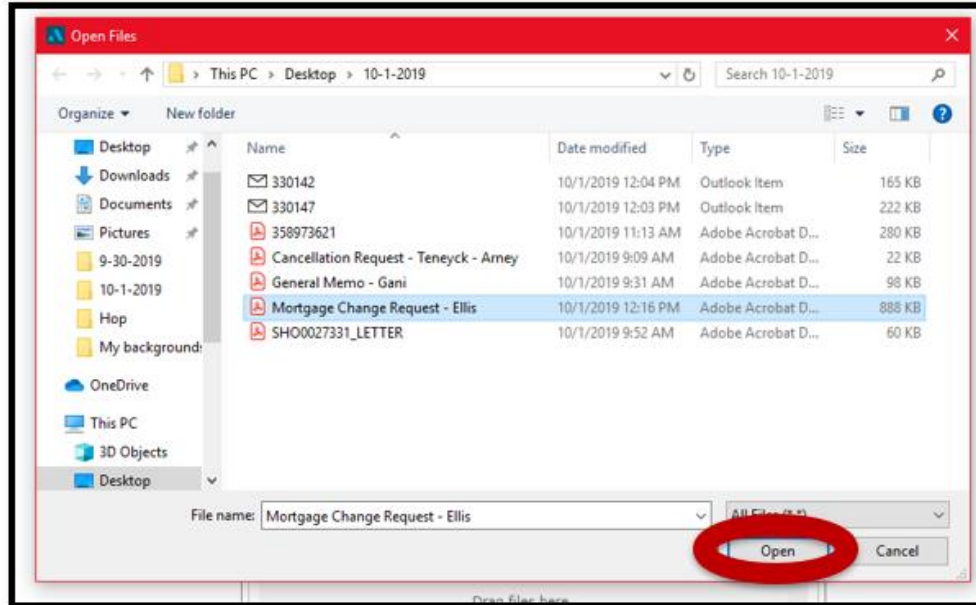 Open Files
This PC > Desktop > 10-1-2019
Search 10-1-2019
Organize
New folder
Desktop
Downloads
Documents
Pictures
9-30-2019
10-1-2019
Hop
My background
OneDrive
This PC
3D Objects
Desktop
Name Date modified Type Size
330142 10/1/2019 12:04 PM Outlook Item 165 KB
330147 10/1/2019 12:03 PM Outlook Item 222 KB
358973621 10/1/2019 11:13 AM Adobe Acrobat D... 280 KB
Cancellation Request - Teneyck - Arney 10/1/2019 9:09 AM Adobe Acrobat D... 22 KB
General Memo - Gani 10/1/2019 9:31 AM Adobe Acrobat D... 98 KB
Mortgage Change Request - Ellis 10/1/2019 12:16 PM Adobe Acrobat D... 888 KB
SHO0027331_LETTER 10/1/2019 9:52 AM Adobe Acrobat D... 60 KB
File name: Mortgage Change Request - Ellis
All Files (*.*)
Open
Cancel
Drag files here